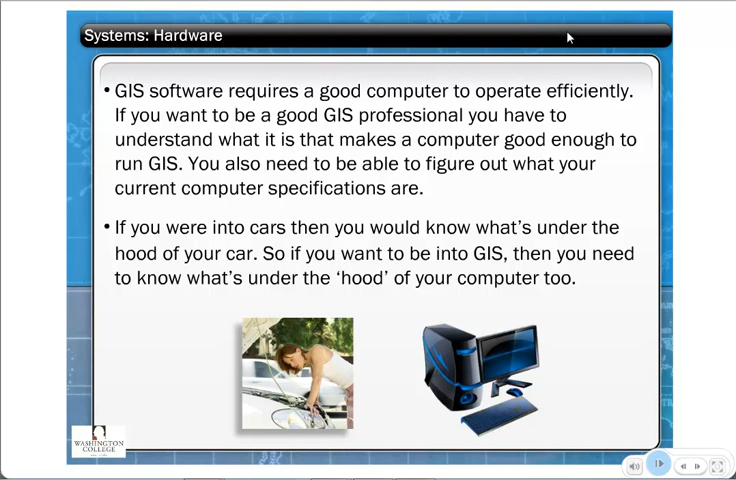 Systems: Hardware
• GIS software requires a good computer to operate efficiently.
If you want to be a good GIS professional you have to
understand what it is that makes a computer good enough to
run GIS. You also need to be able to figure out what your
current computer specifications are.
• If you were into cars then you would know what's under the
hood of your car. So if you want to be into GIS, then you need
to know what's under the ‘hood’ of your computer too.
WASHINGTON
COLLEGE